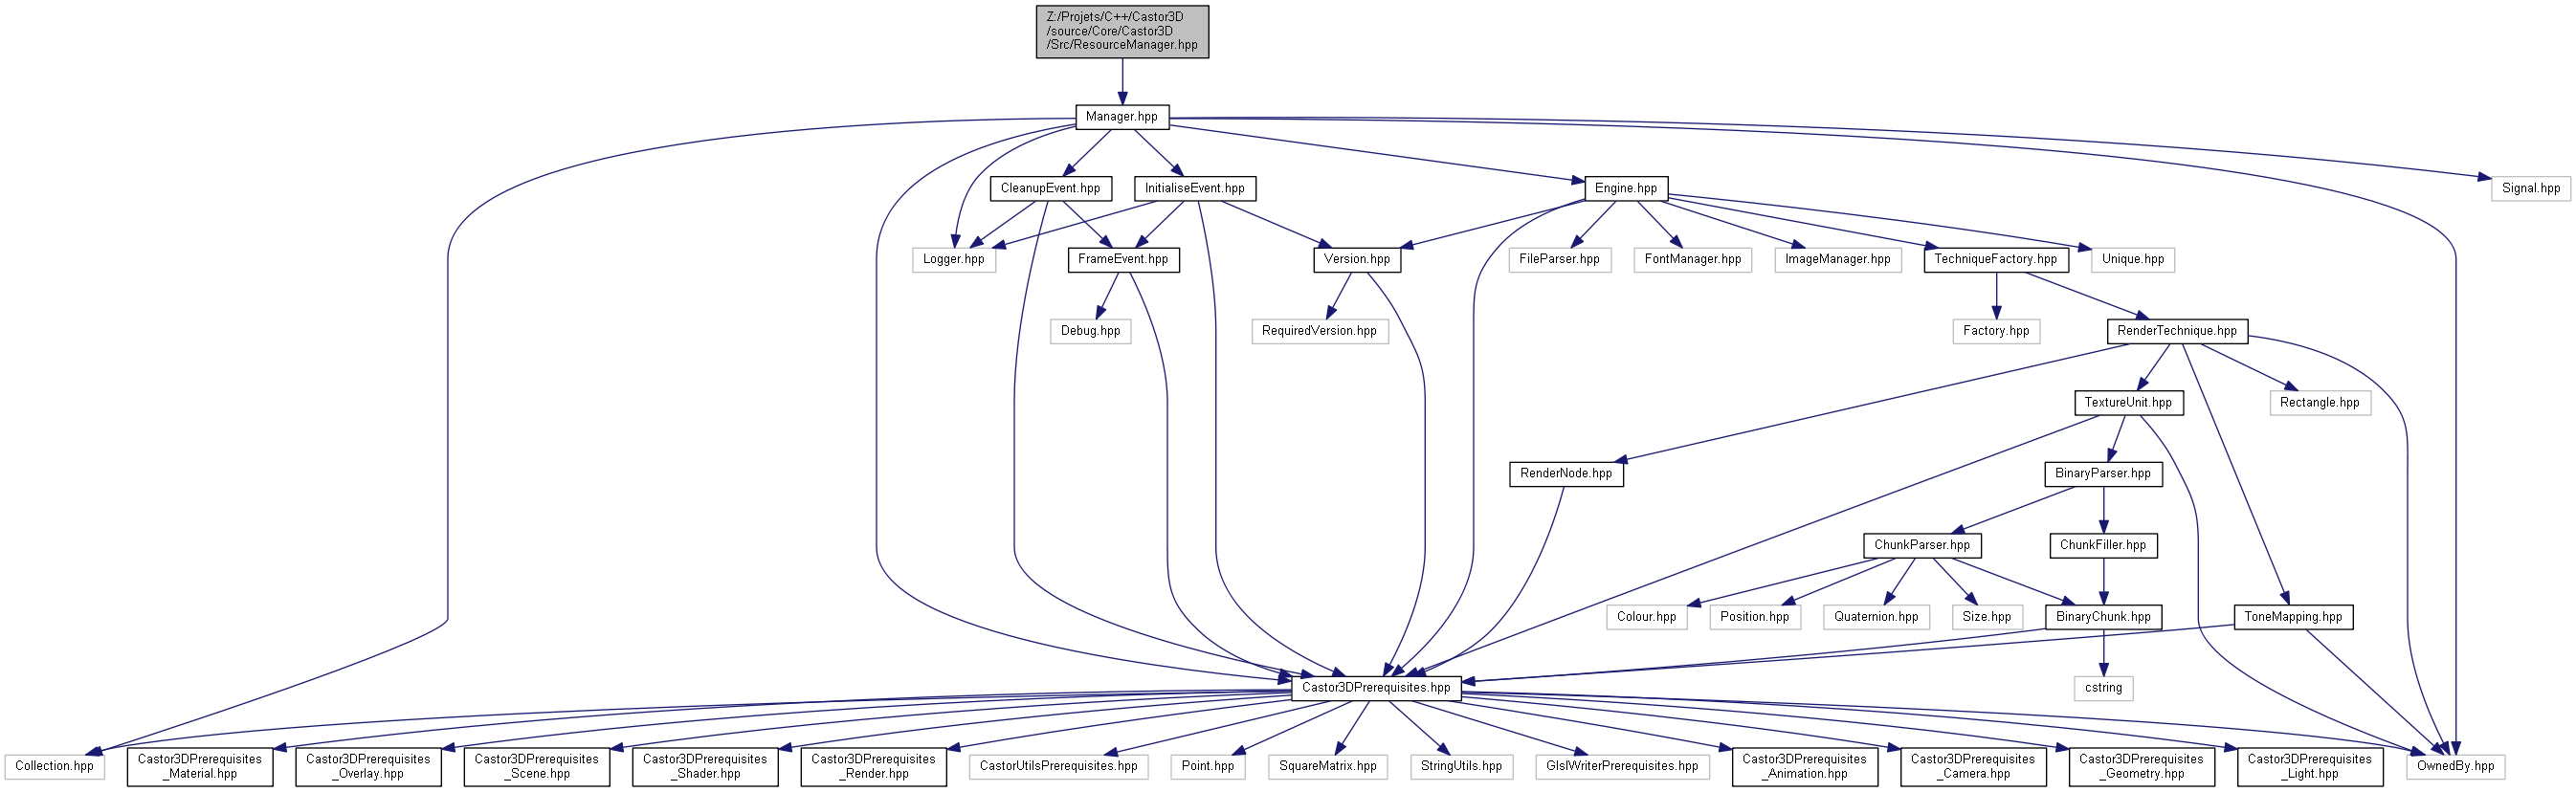 Z:/Projets/C++/Castor3D
/source/Core/Castor3D
/Src/ResourceManager.hpp
Manager.hpp
CleanupEvent.hpp
InitialiseEvent.hpp
Engine.hpp
Signal.hpp
Logger.hpp
FrameEvent.hpp
Version.hpp
FileParser.hpp
FontManager.hpp
ImageManager.hpp
TechniqueFactory.hpp
Unique.hpp
Debug.hpp
RequiredVersion.hpp
Factory.hpp
RenderTechnique.hpp
TextureUnit.hpp
Rectangle.hpp
RenderNode.hpp
BinaryParser.hpp
ChunkParser.hpp
ChunkFiller.hpp
Colour.hpp
Position.hpp
Quaternion.hpp
Size.hpp
BinaryChunk.hpp
ToneMapping.hpp
Castor3DPrerequisites.hpp
cstring
Collection.hpp
Castor3DPrerequisites
_Material.hpp
Castor3DPrerequisites
_Overlay.hpp
Castor3DPrerequisites
_Scene.hpp
Castor3DPrerequisites
_Shader.hpp
Castor3DPrerequisites
_Render.hpp
CastorUtilsPrerequisites.hpp
Point.hpp
SquareMatrix.hpp
StringUtils.hpp
GlslWriterPrerequisites.hpp
Castor3DPrerequisites
_Animation.hpp
Castor3DPrerequisites
_Camera.hpp
Castor3DPrerequisites
_Geometry.hpp
Castor3DPrerequisites
_Light.hpp
OwnedBy.hpp